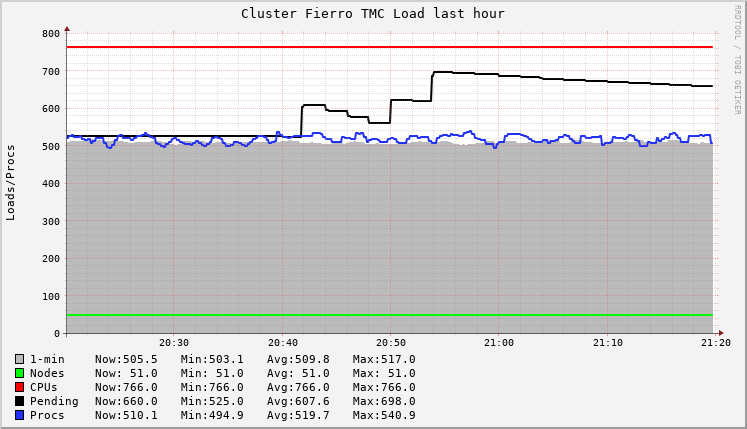 Cluster Fierro TMC Load last hour
RRDTOOL / TOBI OETIKER
Loads/Procs
800
700
600
500
400
300
200
100
0
20:30 20:40 20:50 21:00 21:10 21:20
1-min Now:505.5 Min:503.1 Avg:509.8 Max:517.0
Nodes Now: 51.0 Min: 51.0 Avg: 51.0 Max: 51.0
CPUs Now:766.0 Min:766.0 Avg:766.0 Max:766.0
Pending Now:660.0 Min:525.0 Avg:607.6 Max:698.0
Procs Now:510.1 Min:494.9 Avg:519.7 Max:540.9